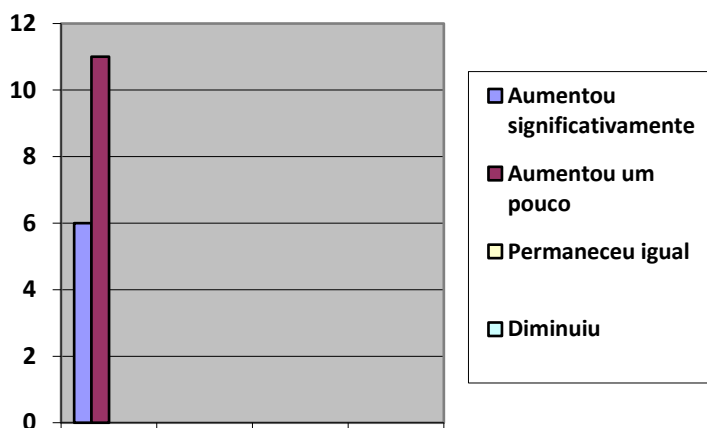 12
10
8
6
4
2
0
Aumentou
significativamente
Aumentou um
pouco
Permaneceu igual
Diminuiu